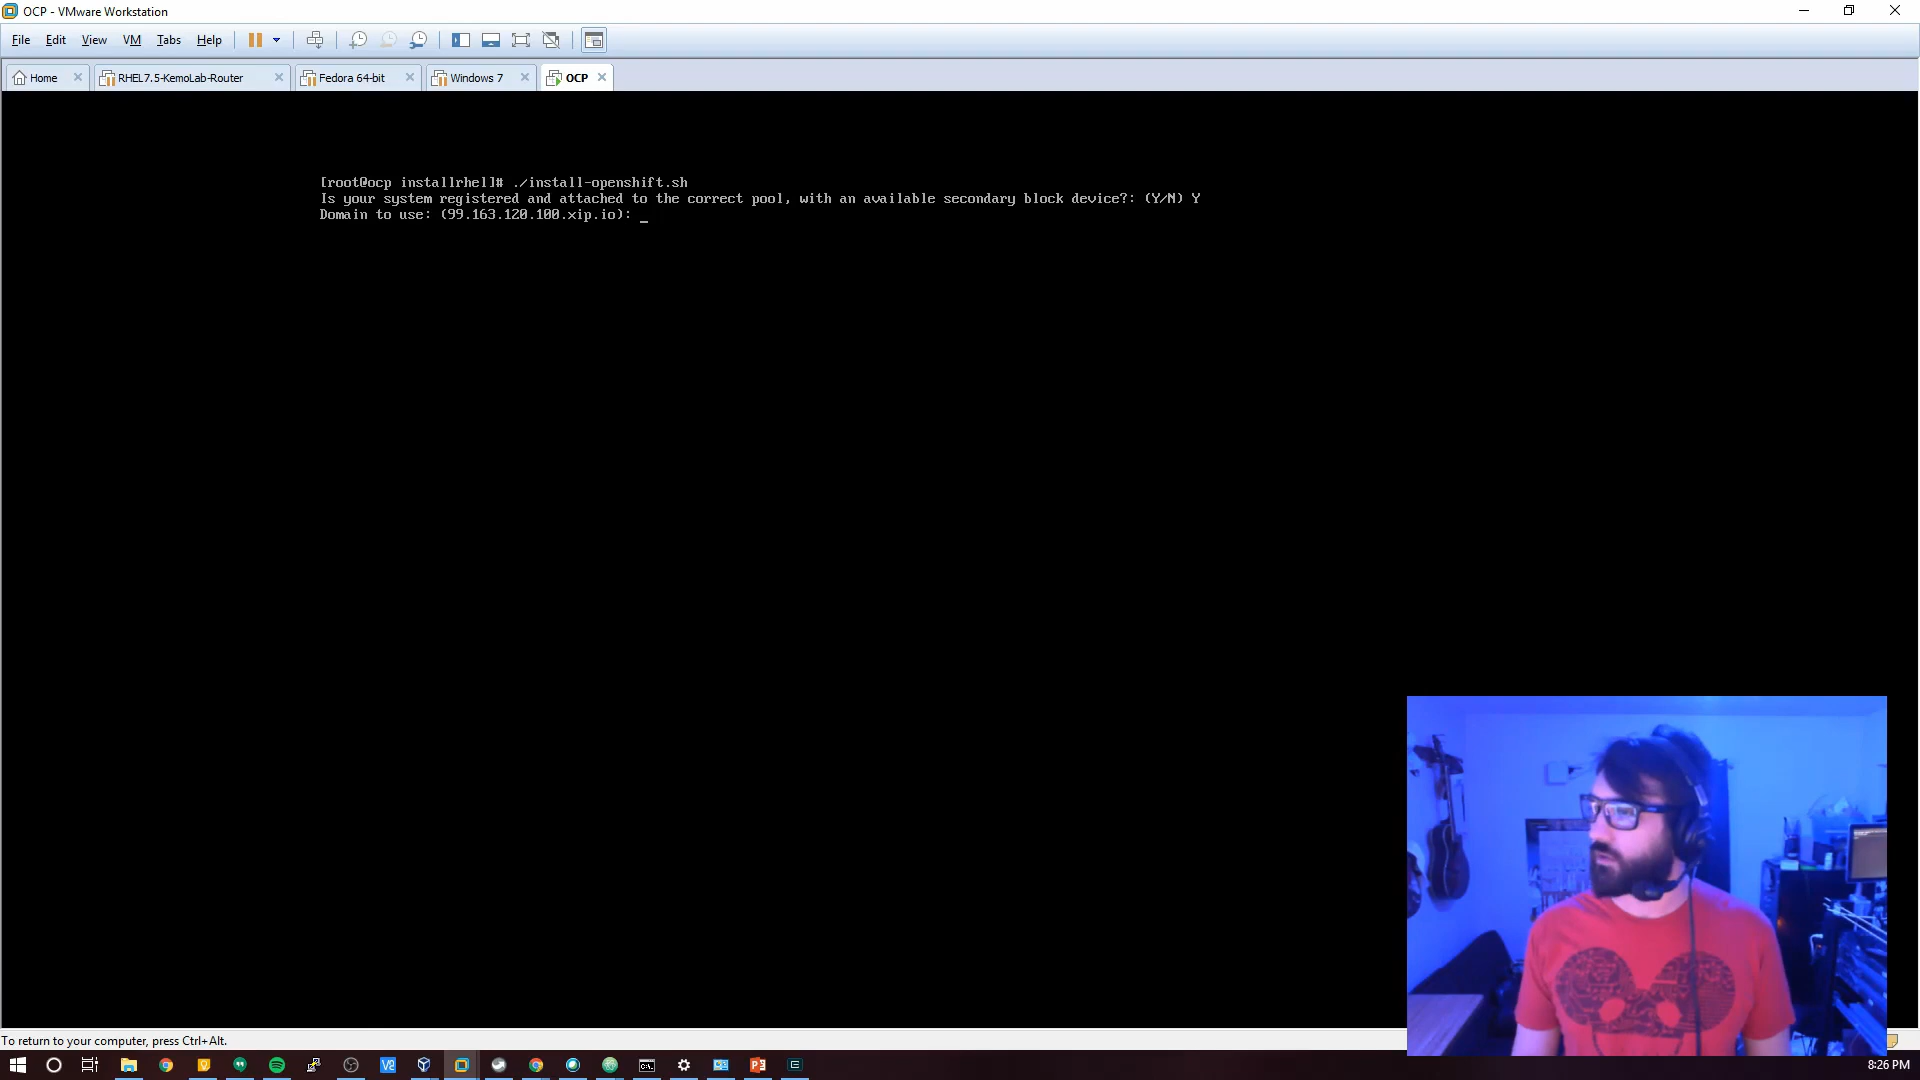 OCP - VMware Workstation
File Edit View VM Tabs Help
Home RHEL7.5-KemoLab-Router Fedora 64-bit Windows 7 OCP
[root@ocp installrhel]# ./install-openshift.sh
Is your system registered and attached to the correct pool, with an available secondary block device?: (Y/N) Y
Domain to use: (99.163.120.100.xip.io): _
To return to your computer, press Ctrl+Alt.
8:26 PM